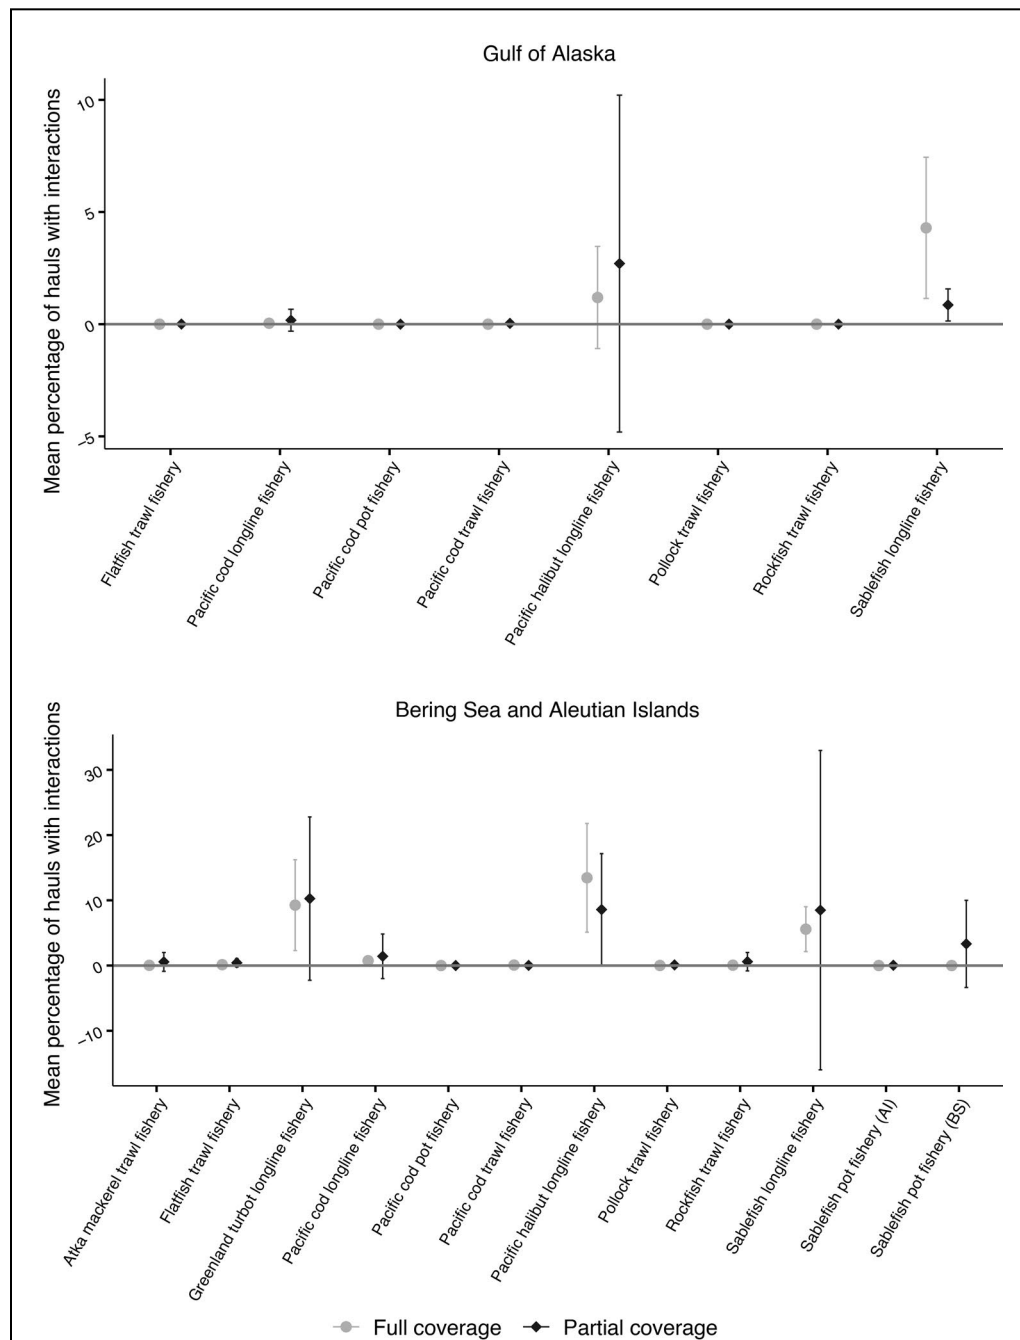 Gulf of Alaska
Mean percentage of hauls with interactions
10
5
0
−5
Flatfish trawl fishery
Pacific cod longline fishery
Pacific cod pot fishery
Pacific cod trawl fishery
Pacific halibut longline fishery
Pollock trawl fishery
Rockfish trawl fishery
Sablefish longline fishery
Bering Sea and Aleutian Islands
Mean percentage of hauls with interactions
30
20
10
0
−10
Atka mackerel trawl fishery
Flatfish trawl fishery
Greenland turbot longline fishery
Pacific cod longline fishery
Pacific cod pot fishery
Pacific cod trawl fishery
Pacific halibut longline fishery
Pollock trawl fishery
Rockfish trawl fishery
Sablefish longline fishery
Sablefish pot fishery (AI)
Sablefish pot fishery (BS)
Full coverage Partial coverage